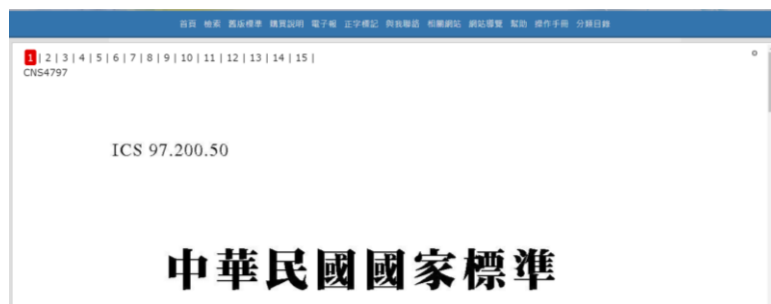 首頁 檢索 舊版標準 購買說明 電子報 正字標記 與我聯絡 相關網站 網站導覽 幫助 操作手冊 分類目錄
1 | 2 | 3 | 4 | 5 | 6 | 7 | 8 | 9 | 10 | 11 | 12 | 13 | 14 | 15 |
CNS4797
ICS 97.200.50
中華民國國家標準